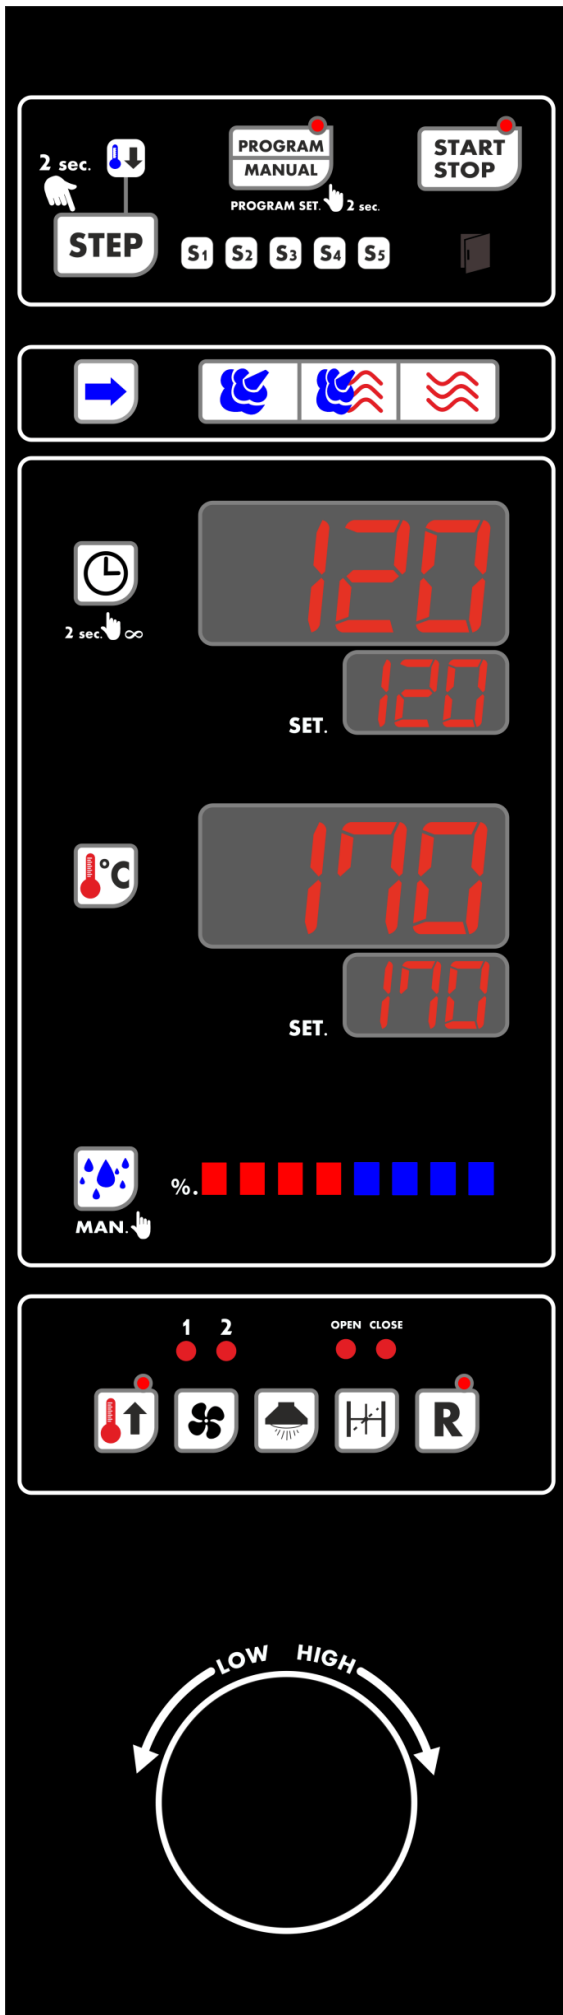 PROGRAM
MANUAL
START
STOP
2 sec.
PROGRAM SET. 2 sec.
STEP
S1 S2 S3 S4 S5
120
2 sec. ∞
120
SET.
°C
170
170
SET.
%.
MAN.
1 2
OPEN CLOSE
R
LOW HIGH